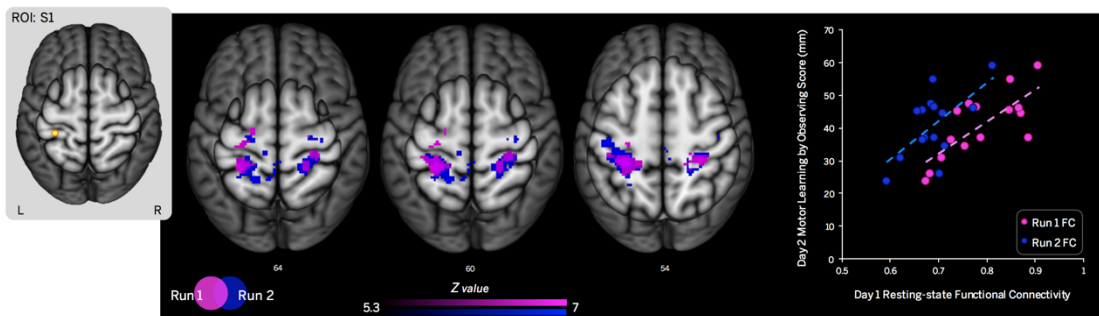 ROI: S1
L
R
64
60
54
Run 1
Run 2
Z value
5.3
7
Day 2 Motor Learning by Observing Score (mm)
70
60
50
40
30
20
10
0
0.5
0.6
0.7
0.8
0.9
1
Day 1 Resting-state Functional Connectivity
Run 1 FC
Run 2 FC